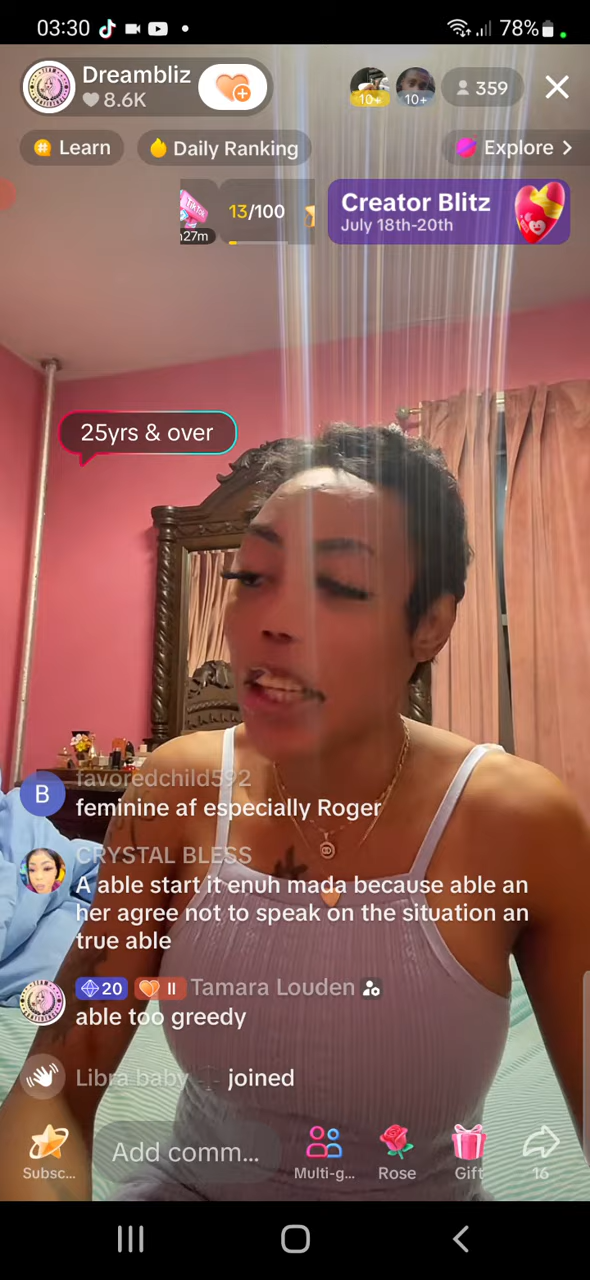 03:30
78%
Dreambliz
8.6K
10+
10+
359
Learn
Daily Ranking
Explore
27m
13/100
Creator Blitz
July 18th-20th
25yrs & over
favoredchild592
B
feminine af especially Roger
CRYSTAL BLESS
A able start it enuh mada because able an
her agree not to speak on the situation an
true able
20 II Tamara Louden
able too greedy
Libra baby joined
Add comm...
Subsc...
Multi-g...
Rose
Gift
16